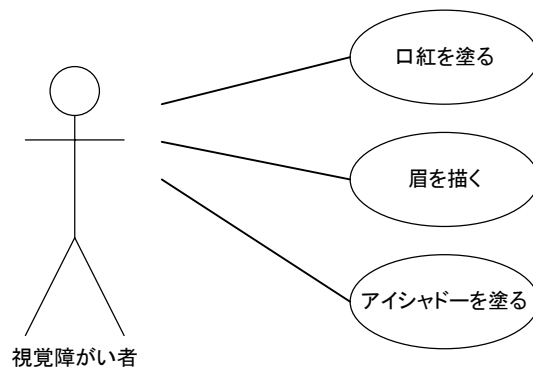 口紅を塗る
眉を描く
アイシャドーを塗る
視覚障がい者